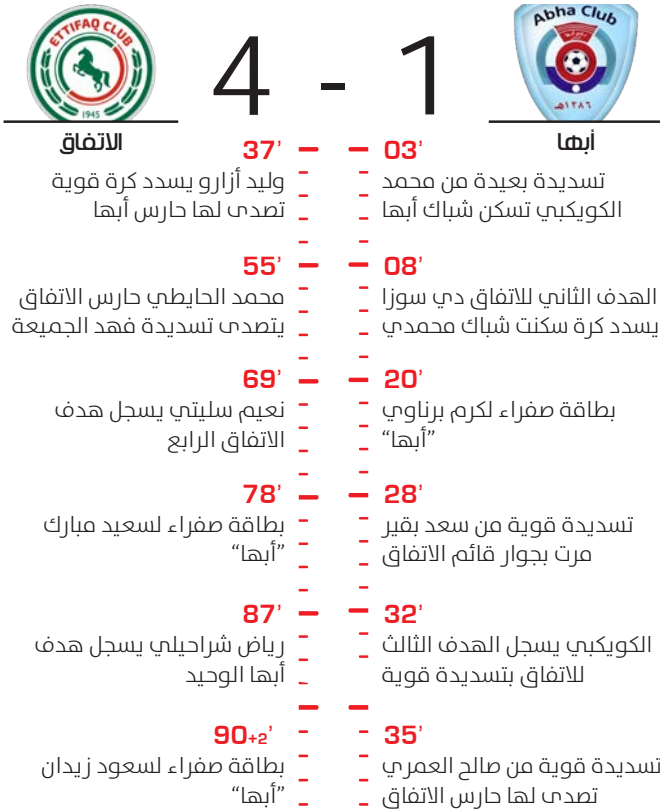 Abha Club
١٣٨٦هـ
ETTIFAQ CLUB
1945
4 - 1
أبها
الاتفاق
03’
تسديدة بعيدة من محمد
الكويكبي تسكن شباك أبها
08’
الهدف الثاني للاتفاق دي سوزا
يسدد كرة سكنت شباك محمدي
20’
بطاقة صفراء لكرم برناوي
”أبها“
28’
تسديدة قوية من سعد بقير
مرت بجوار قائم الاتفاق
32’
الكويكبي يسجل الهدف الثالث
للاتفاق بتسديدة قوية
35’
تسديدة قوية من صالح العمري
تصدى لها حارس الاتفاق
37’
وليد أزارو يسدد كرة قوية
تصدى لها حارس أبها
55’
محمد الحايطي حارس الاتفاق
يتصدى تسديدة فهد الجميعة
69’
نعيم سليتي يسجل هدف
الاتفاق الرابع
78’
بطاقة صفراء لسعيد مبارك
”أبها“
87’
رياض شراحيلي يسجل هدف
أبها الوحيد
90+2’
بطاقة صفراء لسعود زيدان
”أبها“